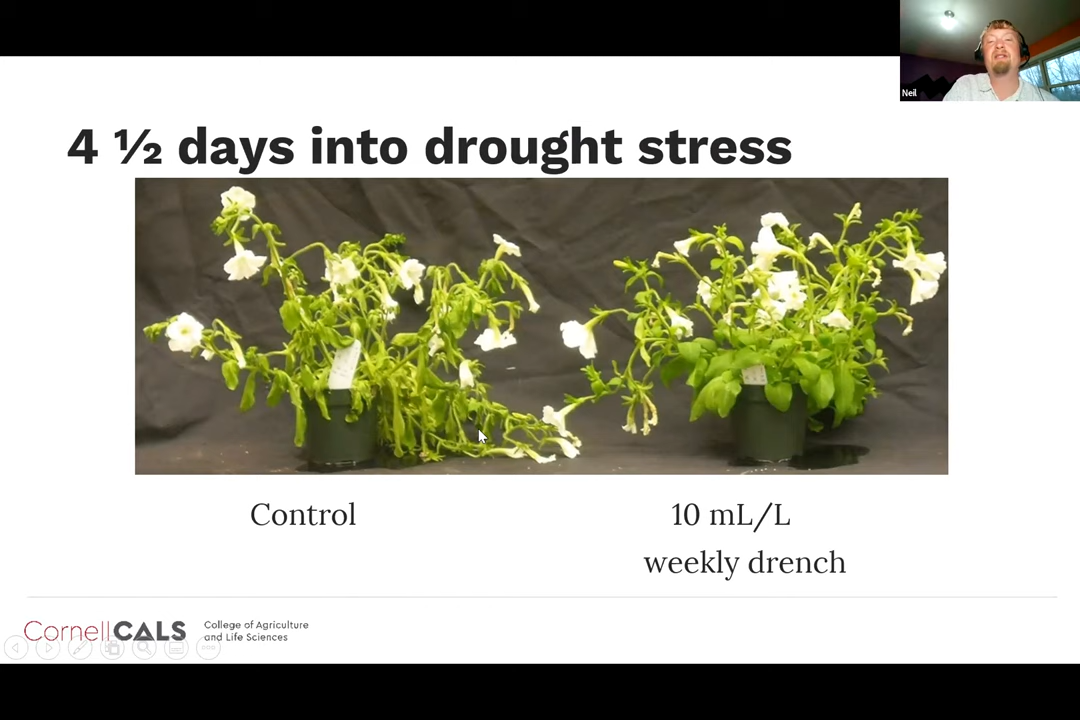 Neil
4 ½ days into drought stress
Control
10 mL/L
weekly drench
CornellCALS
College of Agriculture
and Life Sciences